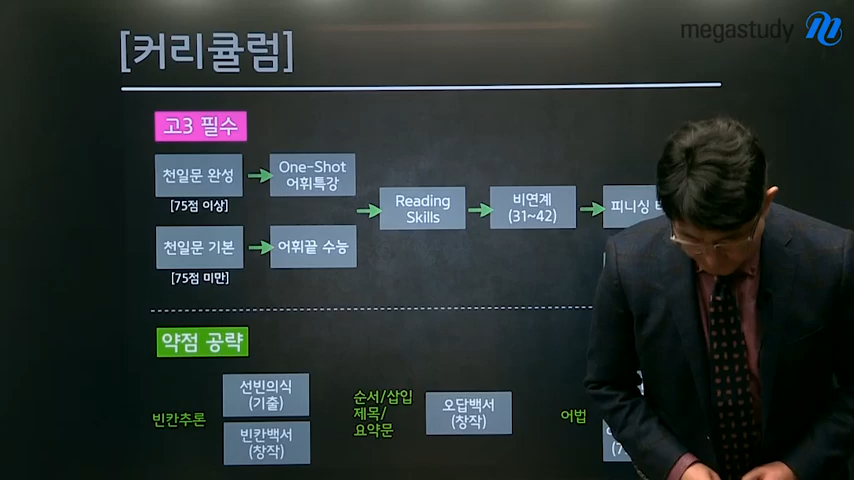 megastudy
[커리큘럼]
고3 필수
천일문 완성
[75점 이상]
One-Shot
어휘특강
천일문 기본
[75점 미만]
어휘끝 수능
Reading
Skills
비연계
(31~42)
피니싱
약점 공략
빈칸추론
선빈의식
(기출)
빈칸백서
(창작)
순서/삽입
제목/
요약문
오답백서
(창작)
어법